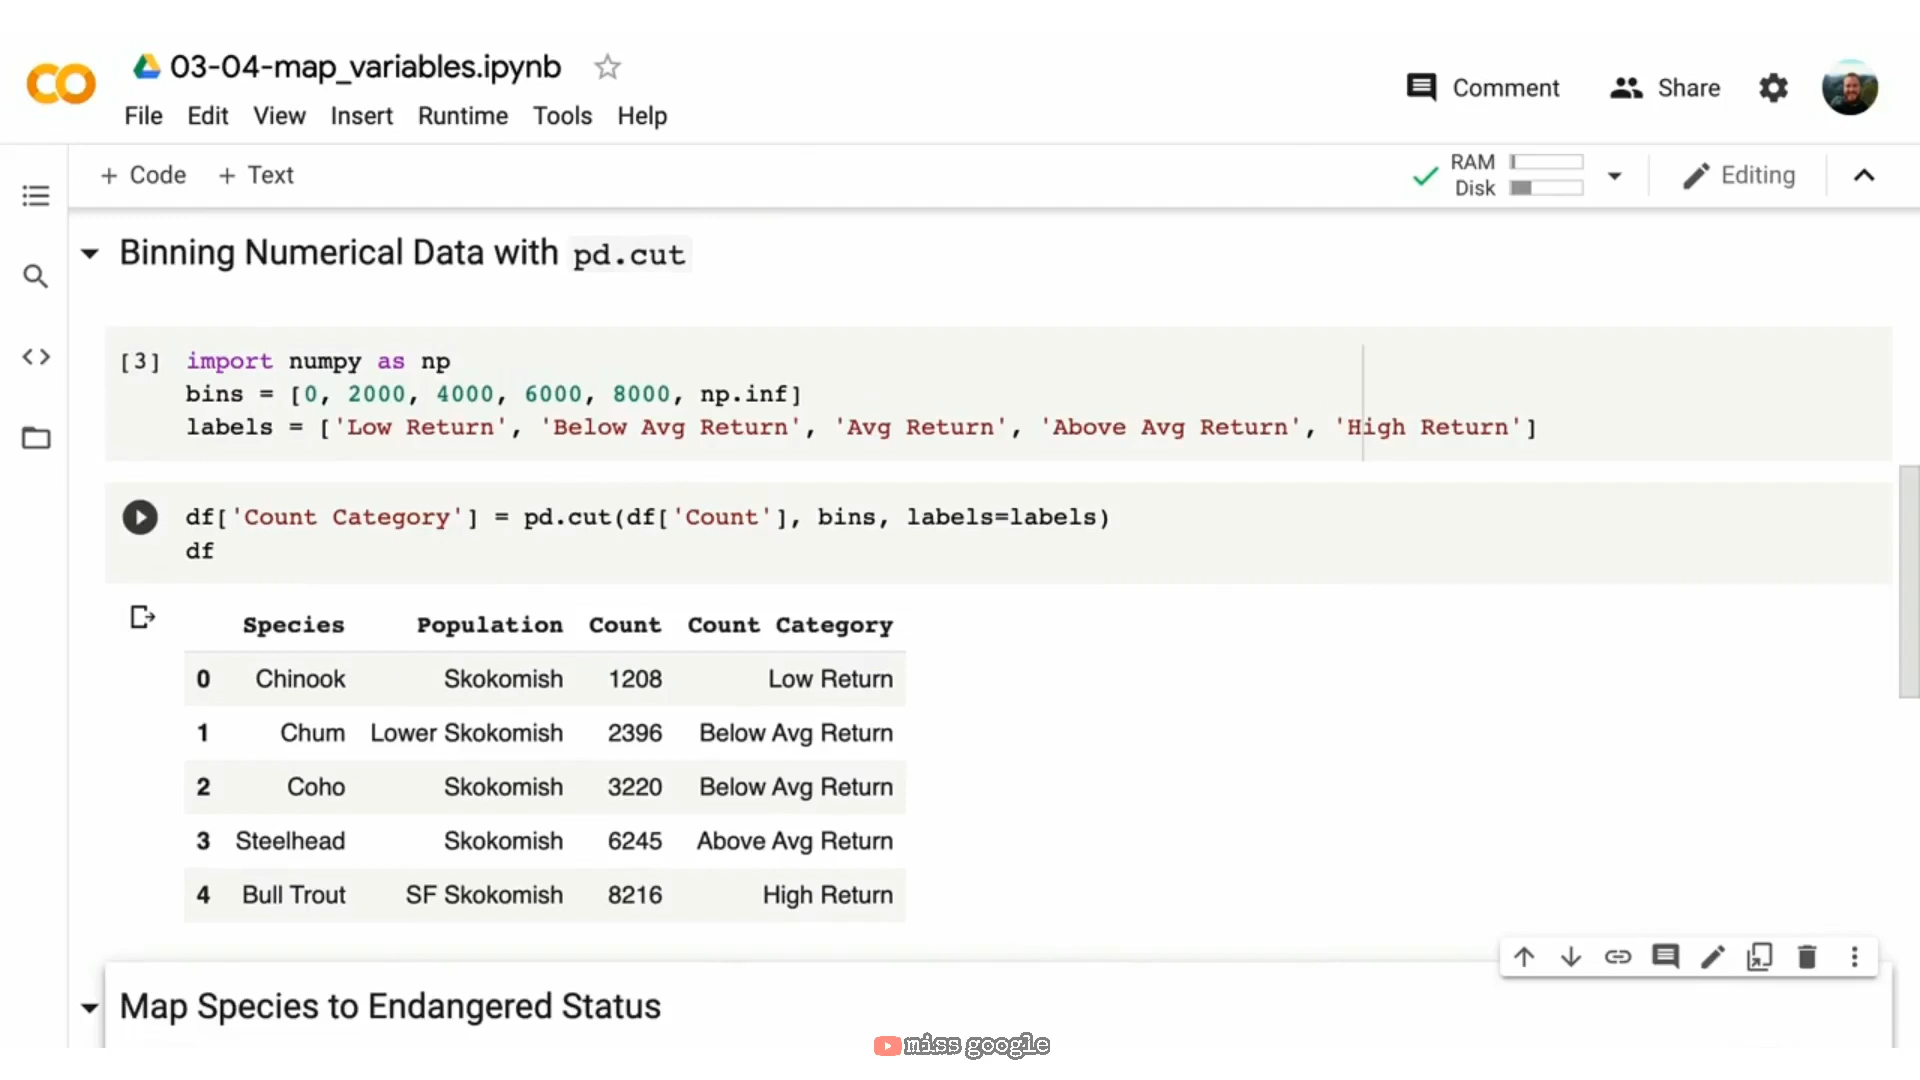 03-04-map_variables.ipynb
File Edit View Insert Runtime Tools Help
Comment Share
+ Code + Text
RAM
Disk
Editing
Binning Numerical Data with pd.cut
[3] import numpy as np
bins = [0, 2000, 4000, 6000, 8000, np.inf]
labels = ['Low Return', 'Below Avg Return', 'Avg Return', 'Above Avg Return', 'High Return']
df['Count Category'] = pd.cut(df['Count'], bins, labels=labels)
df
Species Population Count Count Category
0 Chinook Skokomish 1208 Low Return
1 Chum Lower Skokomish 2396 Below Avg Return
2 Coho Skokomish 3220 Below Avg Return
3 Steelhead Skokomish 6245 Above Avg Return
4 Bull Trout SF Skokomish 8216 High Return
Map Species to Endangered Status
miss google